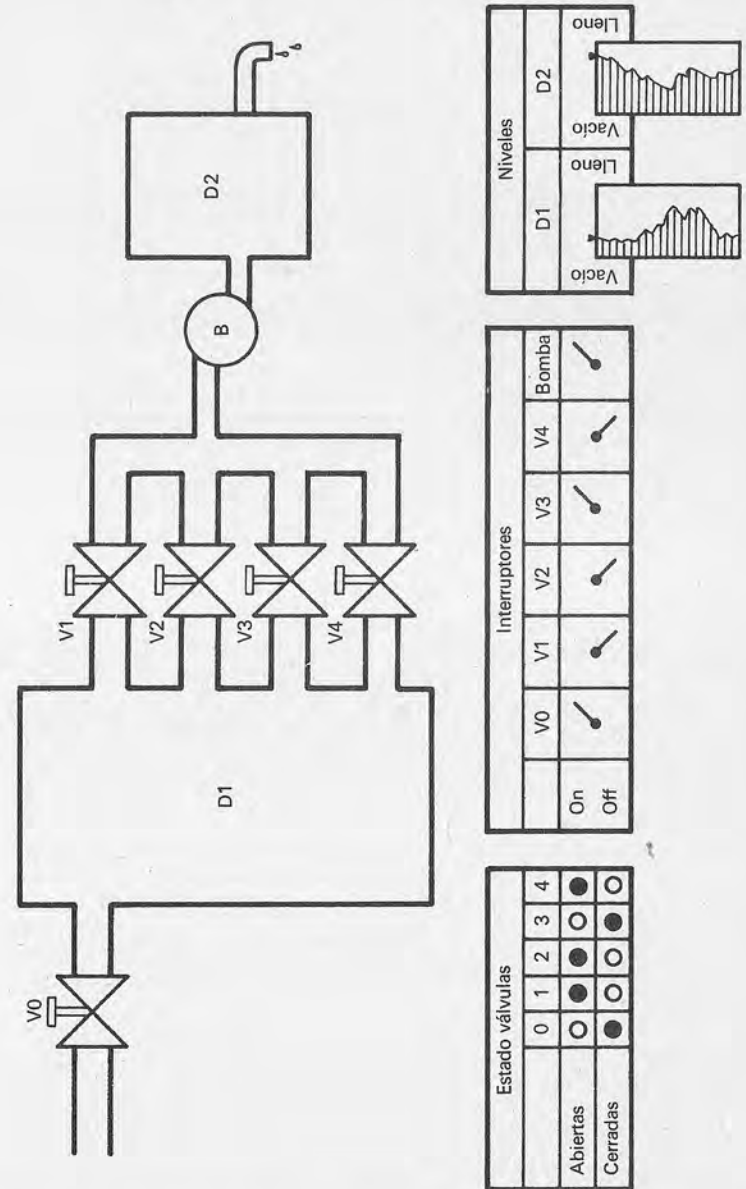 V0
D1
V1
V2
V3
V4
B
D2
Estado válvulas
0 1 2 3 4
Abiertas
Cerradas
Interruptores
V0 V1 V2 V3 V4 Bomba
On
Off
Niveles
D1 D2
Vacío Lleno Vacío Lleno